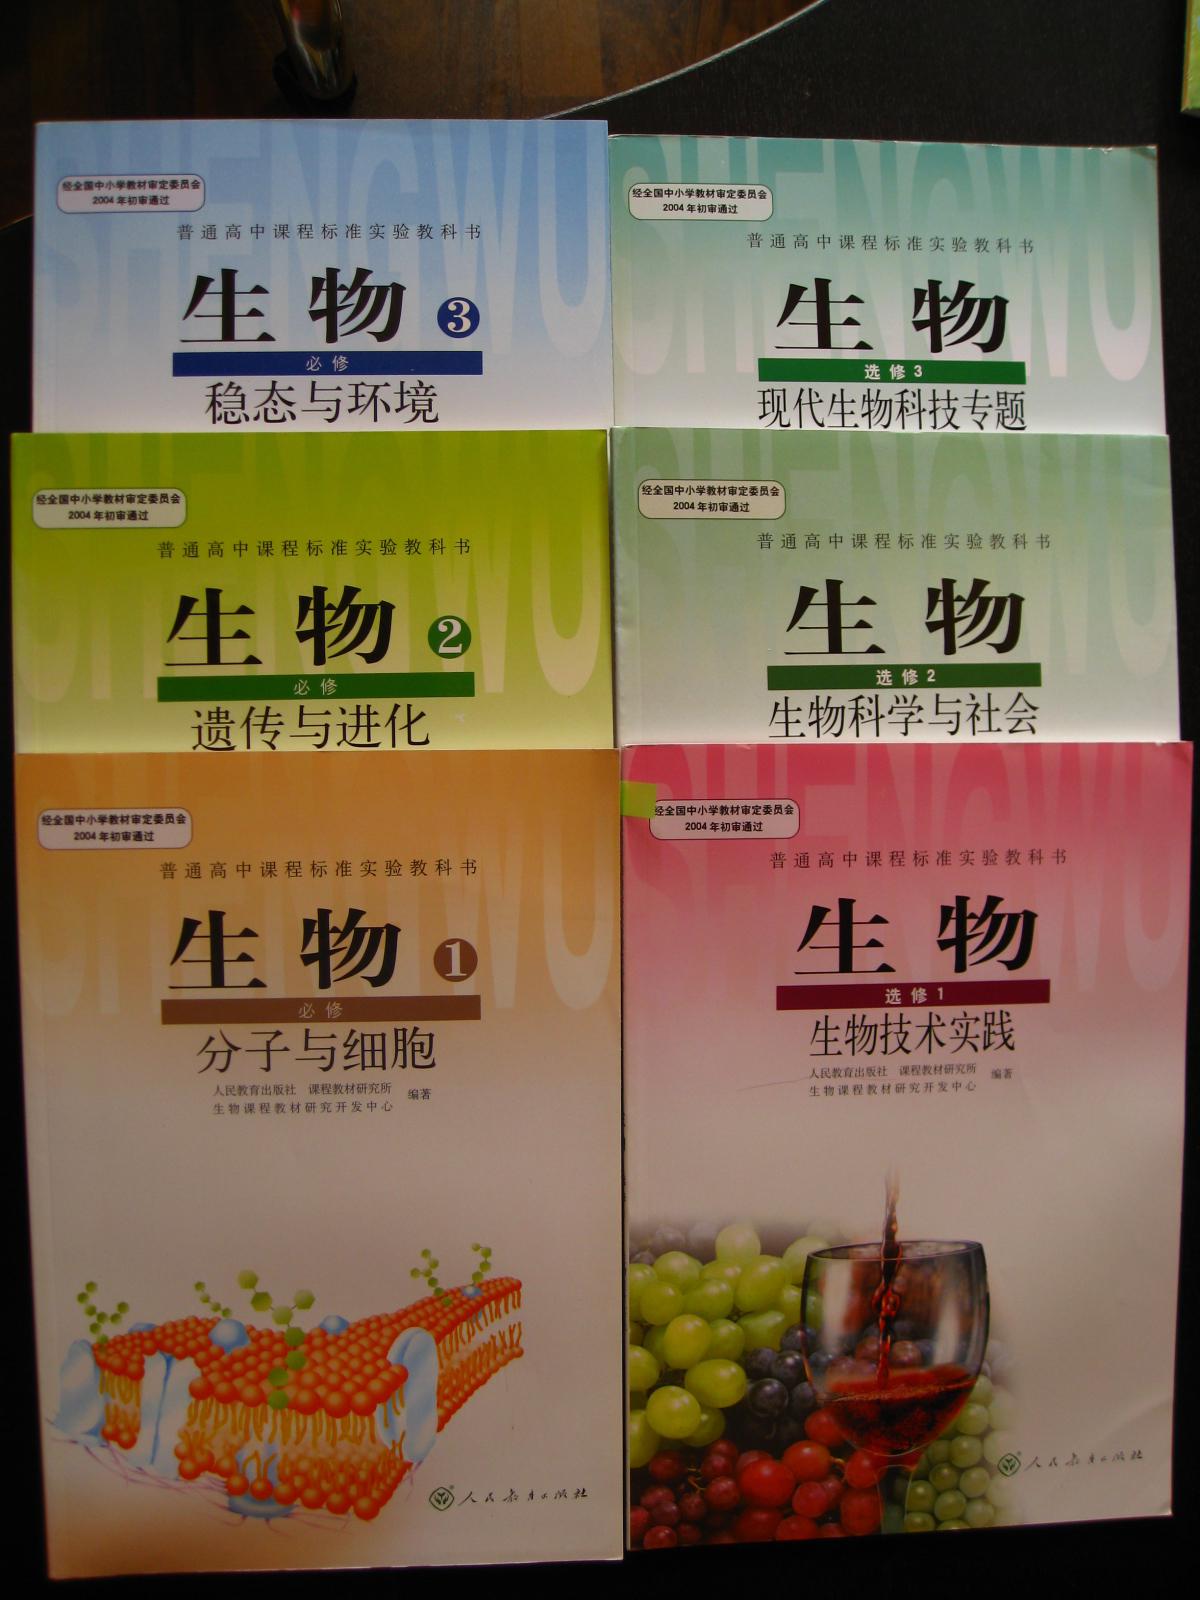 SHENGWU
经全国中小学教材审定委员会
2004年初审通过
普通高中课程标准实验教科书
生物 3
必修
稳态与环境
SHENGWU
经全国中小学教材审定委员会
2004年初审通过
普通高中课程标准实验教科书
生物
选修3
现代生物科技专题
SHENGWU
经全国中小学教材审定委员会
2004年初审通过
普通高中课程标准实验教科书
生物 2
必修
遗传与进化
SHENGWU
经全国中小学教材审定委员会
2004年初审通过
普通高中课程标准实验教科书
生物
选修2
生物科学与社会
SHENGWU
经全国中小学教材审定委员会
2004年初审通过
普通高中课程标准实验教科书
生物 1
必修
分子与细胞
人民教育出版社 课程教材研究所
生物课程教材研究开发中心
编著
人民教育出版社
SHENGWU
经全国中小学教材审定委员会
2004年初审通过
普通高中课程标准实验教科书
生物
选修1
生物技术实践
人民教育出版社 课程教材研究所
生物课程教材研究开发中心
编著
人民教育出版社